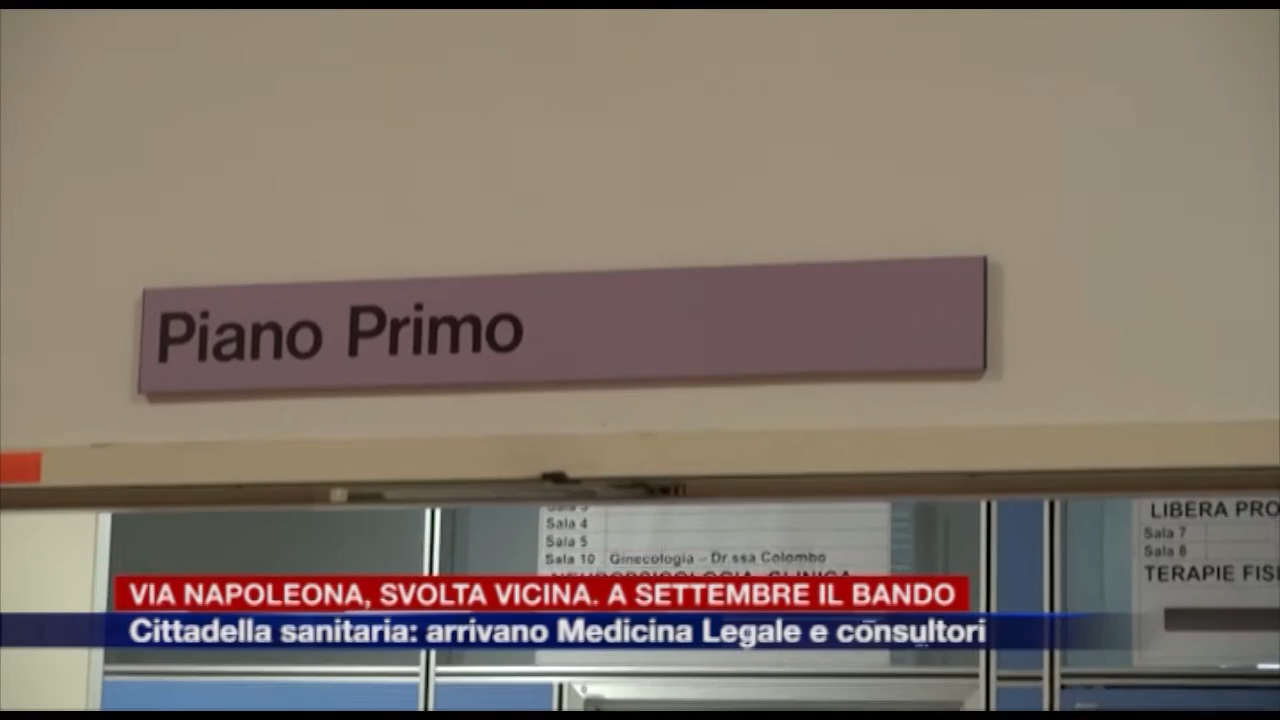 Piano Primo
Sala 4
Sala 5
Sala 10 Ginecologia - Dr.ssa Colombo
LIBERA PRO
Sala 7
Sala 8
TERAPIE FISI
VIA NAPOLEONA, SVOLTA VICINA. A SETTEMBRE IL BANDO
Cittadella sanitaria: arrivano Medicina Legale e consultori